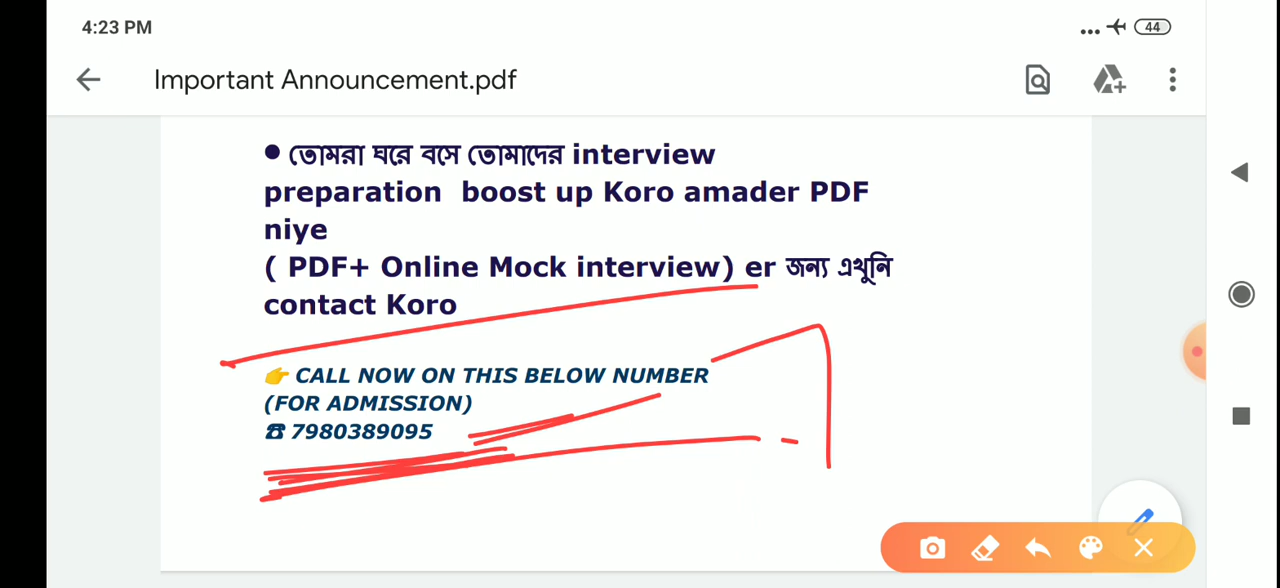 4:23 PM
44
Important Announcement.pdf
● তোমরা ঘরে বসে তোমাদের interview
preparation boost up Koro amader PDF
niye
( PDF+ Online Mock interview) er জন্য এখুনি
contact Koro
👉 CALL NOW ON THIS BELOW NUMBER
(FOR ADMISSION)
☎ 7980389095